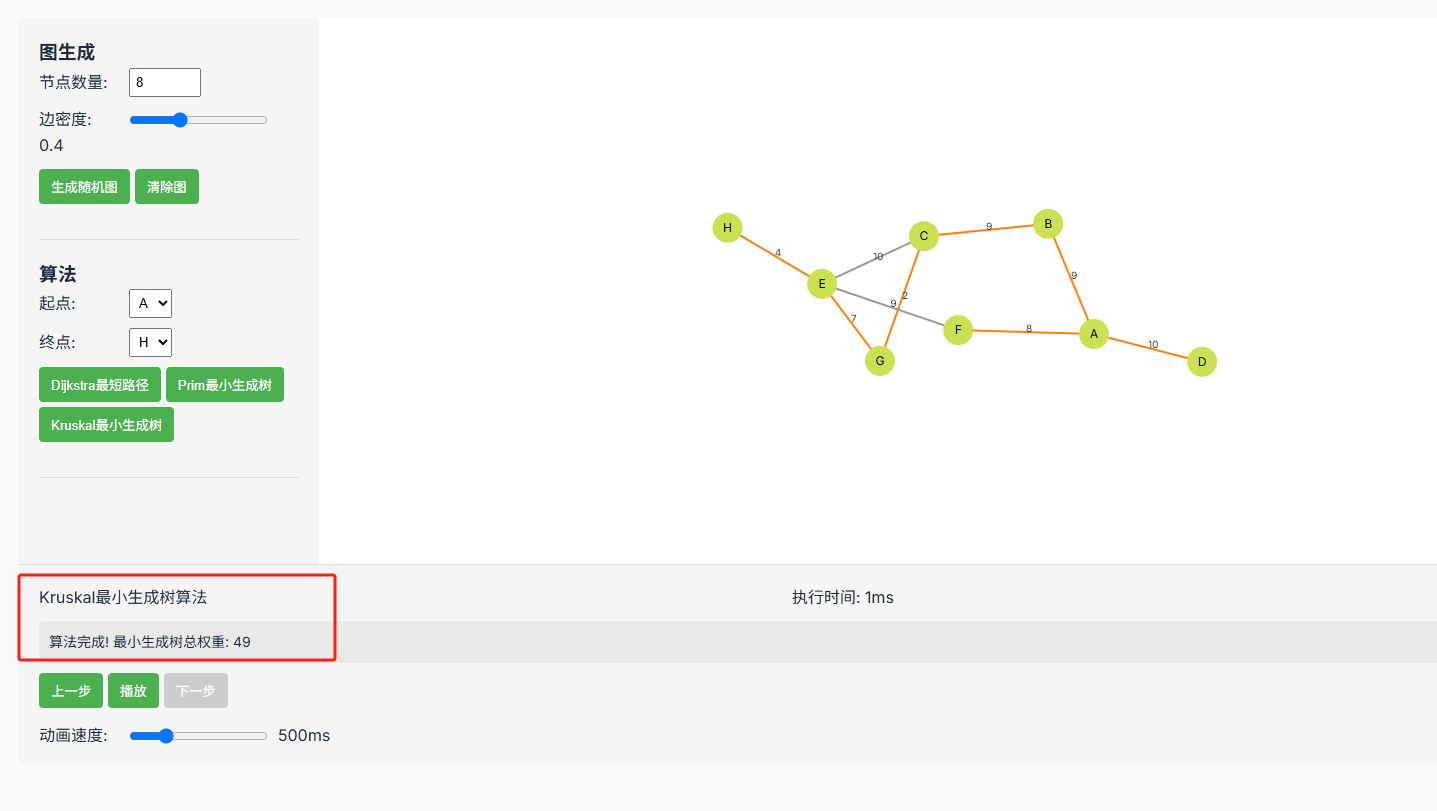 图生成
节点数量: 8
边密度:
0.4
生成随机图 清除图
算法
起点: A
终点: H
Dijkstra最短路径 Prim最小生成树
Kruskal最小生成树
H
4
E
10
C
9
B
9
2
9
7
G
F
8
A
10
D
Kruskal最小生成树算法 执行时间: 1ms
算法完成! 最小生成树总权重: 49
上一步 播放 下一步
动画速度: 500ms